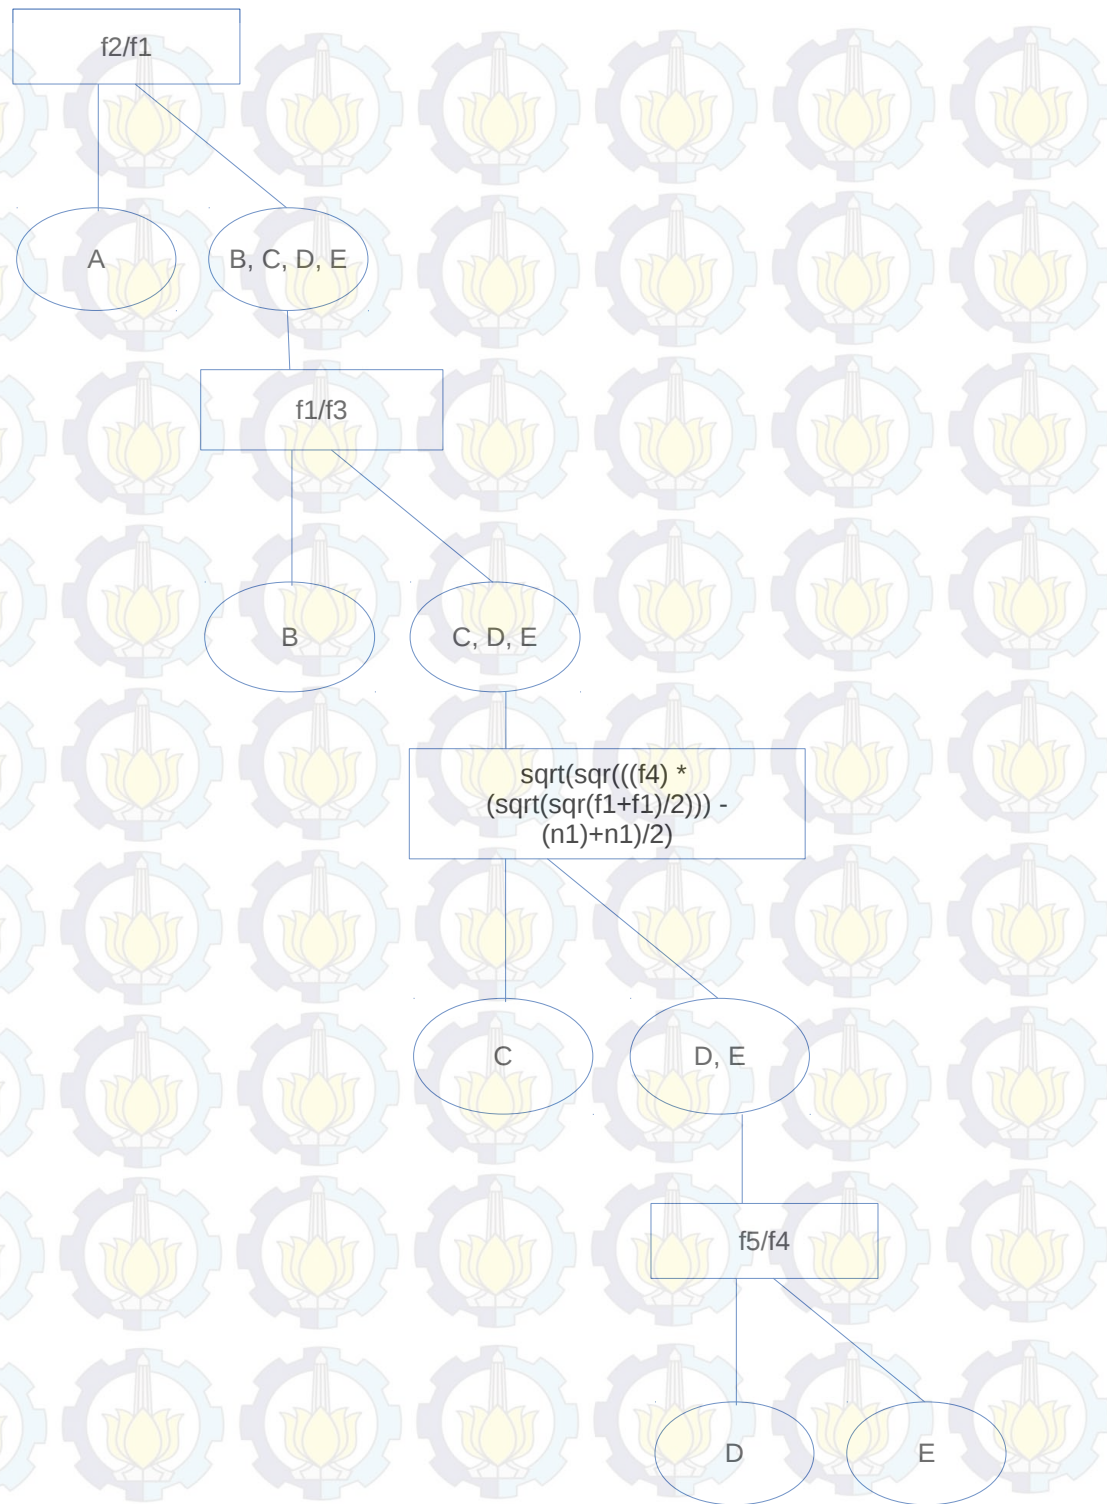 f2/f1
A
B, C, D, E
f1/f3
B
C, D, E
sqrt(sqr(((f4) *
(sqrt(sqr(f1+f1)/2))) -
(n1)+n1)/2)
C
D, E
f5/f4
D
E